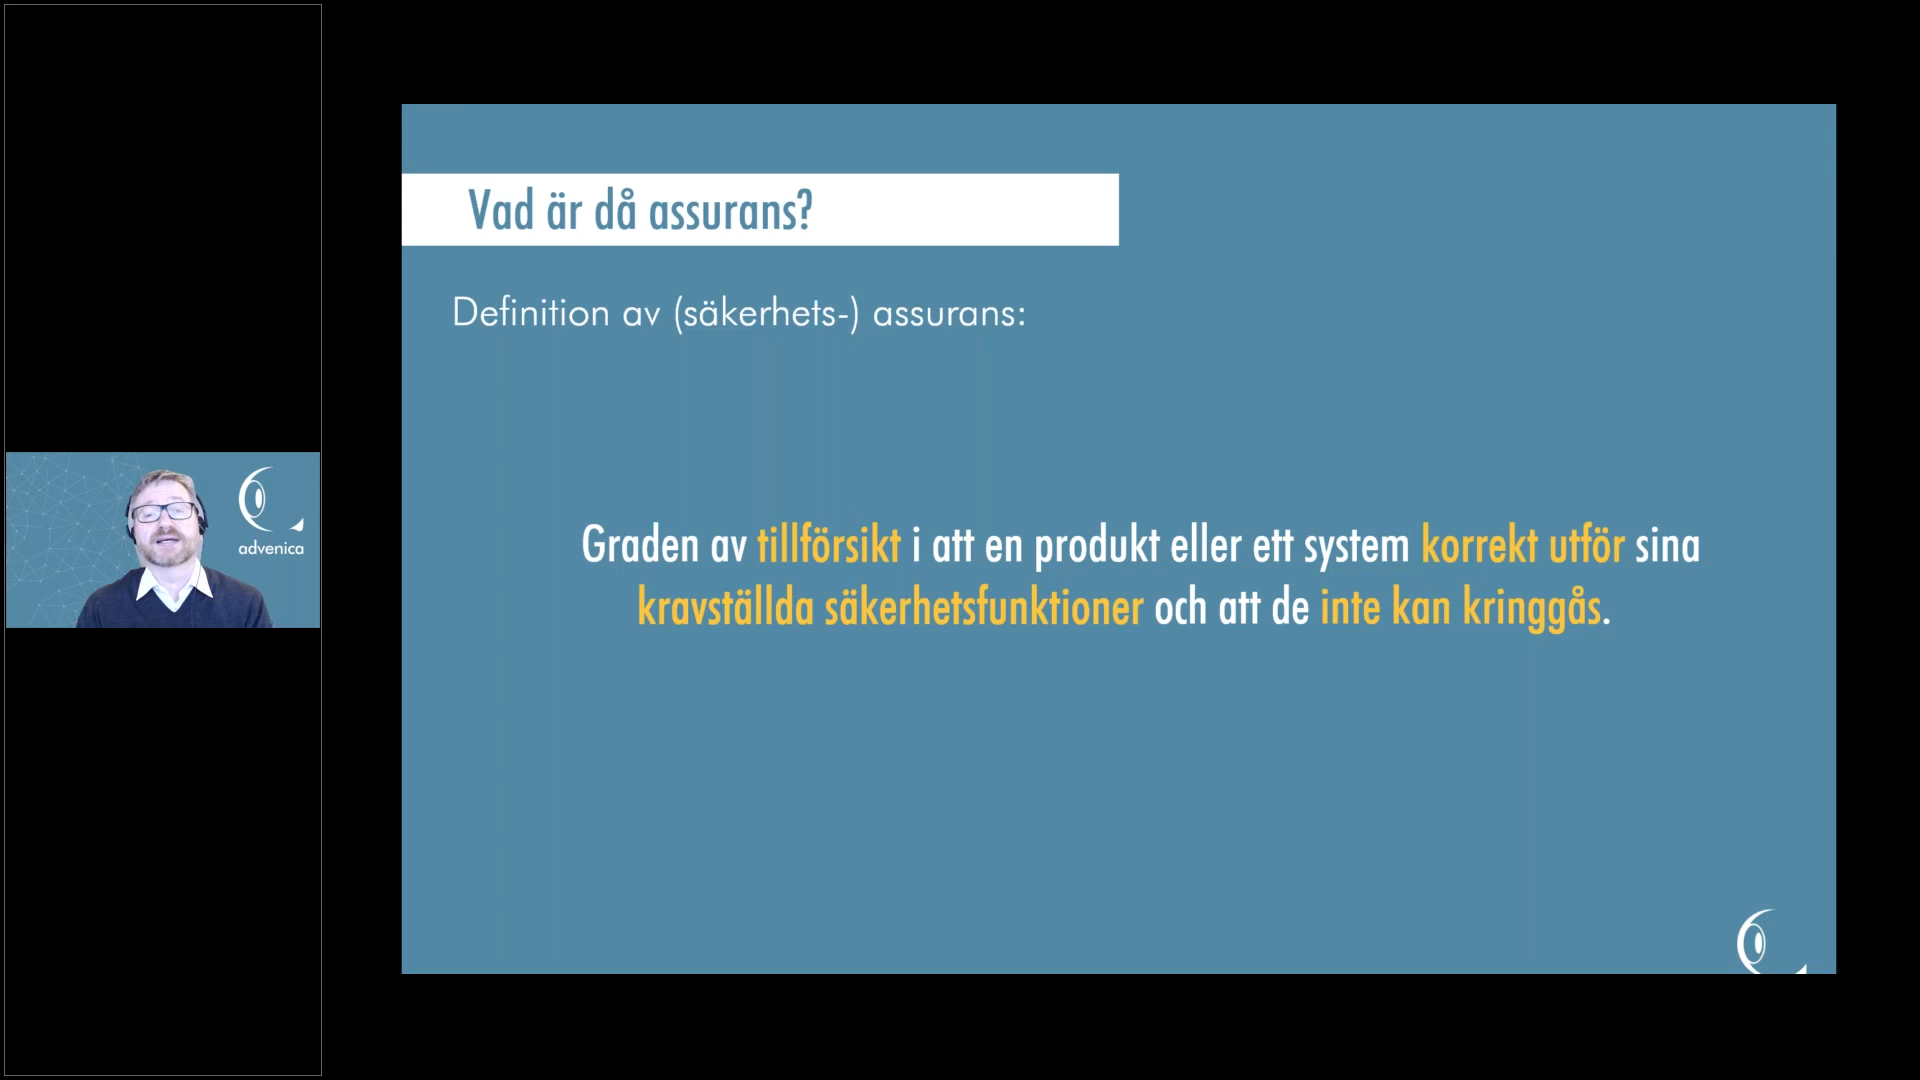 Vad är då assurans?
Definition av (säkerhets-) assurans:
Graden av tillförsikt i att en produkt eller ett system korrekt utför sina
kravställda säkerhetsfunktioner och att de inte kan kringgås.
advenica